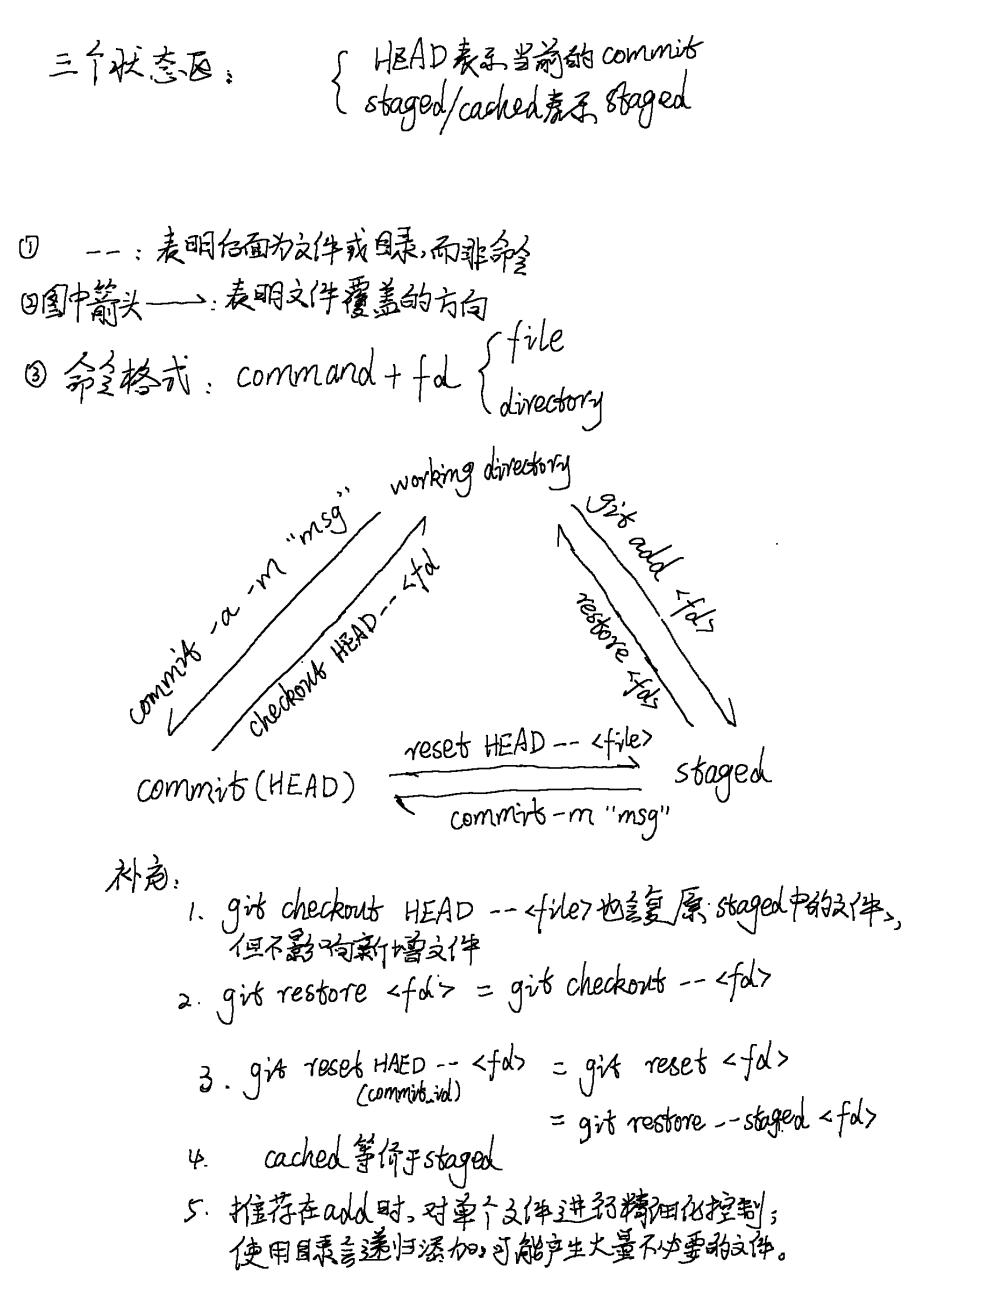 三个状态区:
HEAD表示当前的commit
staged/cached表示staged
① --:表明后面为文件或目录,而非命令
②图中箭头→:表明文件覆盖的方向
③ 命令格式: command + fd
file
directory
working directory
commit -a -m "msg"
checkout HEAD -- <fd
git add <fd>
restore <fd>
reset HEAD -- <file>
commit (HEAD)
staged
commit -m "msg"
补充:
1. git checkout HEAD -- <file>也会复原staged中的文件,
但不影响新增文件
2. git restore <fd> = git checkout -- <fd>
3. git reset HAED -- <fd> = git reset <fd>
(commit_id)
= git restore --staged <fd>
4. cached等价于staged
5. 推荐在add时,对单个文件进行精细化控制;
使用目录会递归添加,可能产生大量不必要的文件。